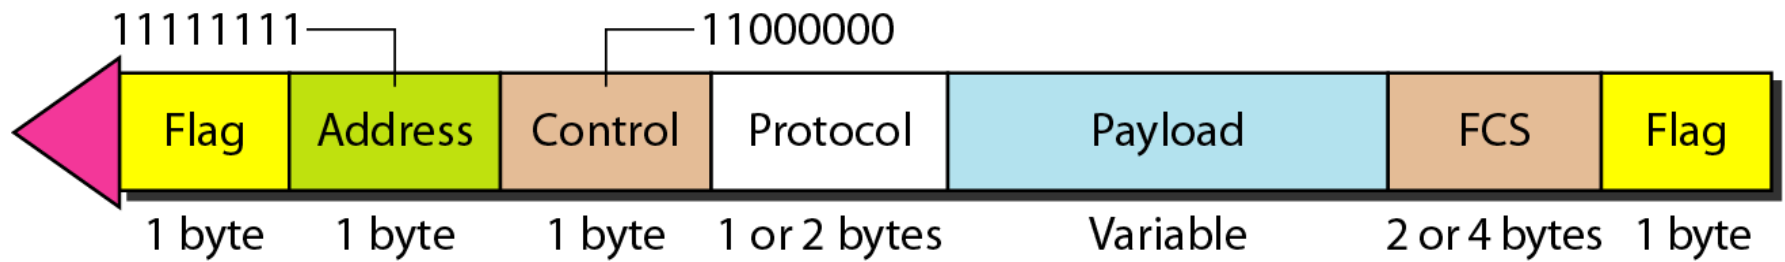 11111111 11000000
Flag Address Control Protocol Payload FCS Flag
1 byte 1 byte 1 byte 1 or 2 bytes Variable 2 or 4 bytes 1 byte